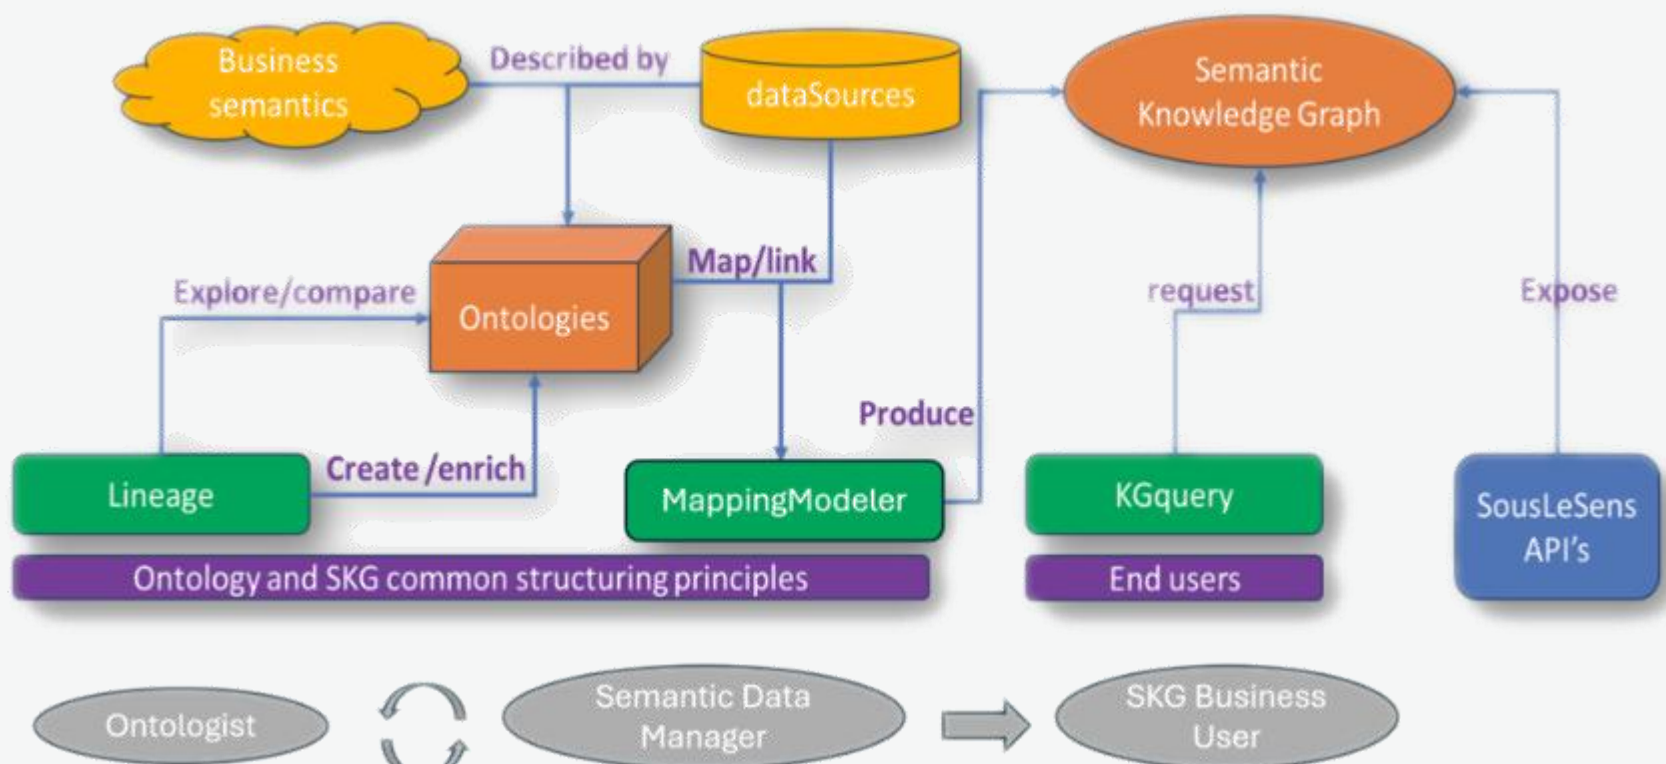 Business
semantics
Described by
dataSources
Semantic
Knowledge Graph
Map/link
Explore/compare
Ontologies
request
Expose
Produce
Create/enrich
Lineage
MappingModeler
KGquery
SousLeSens
API's
Ontology and SKG common structuring principles
End users
Ontologist
Semantic Data
Manager
SKG Business
User